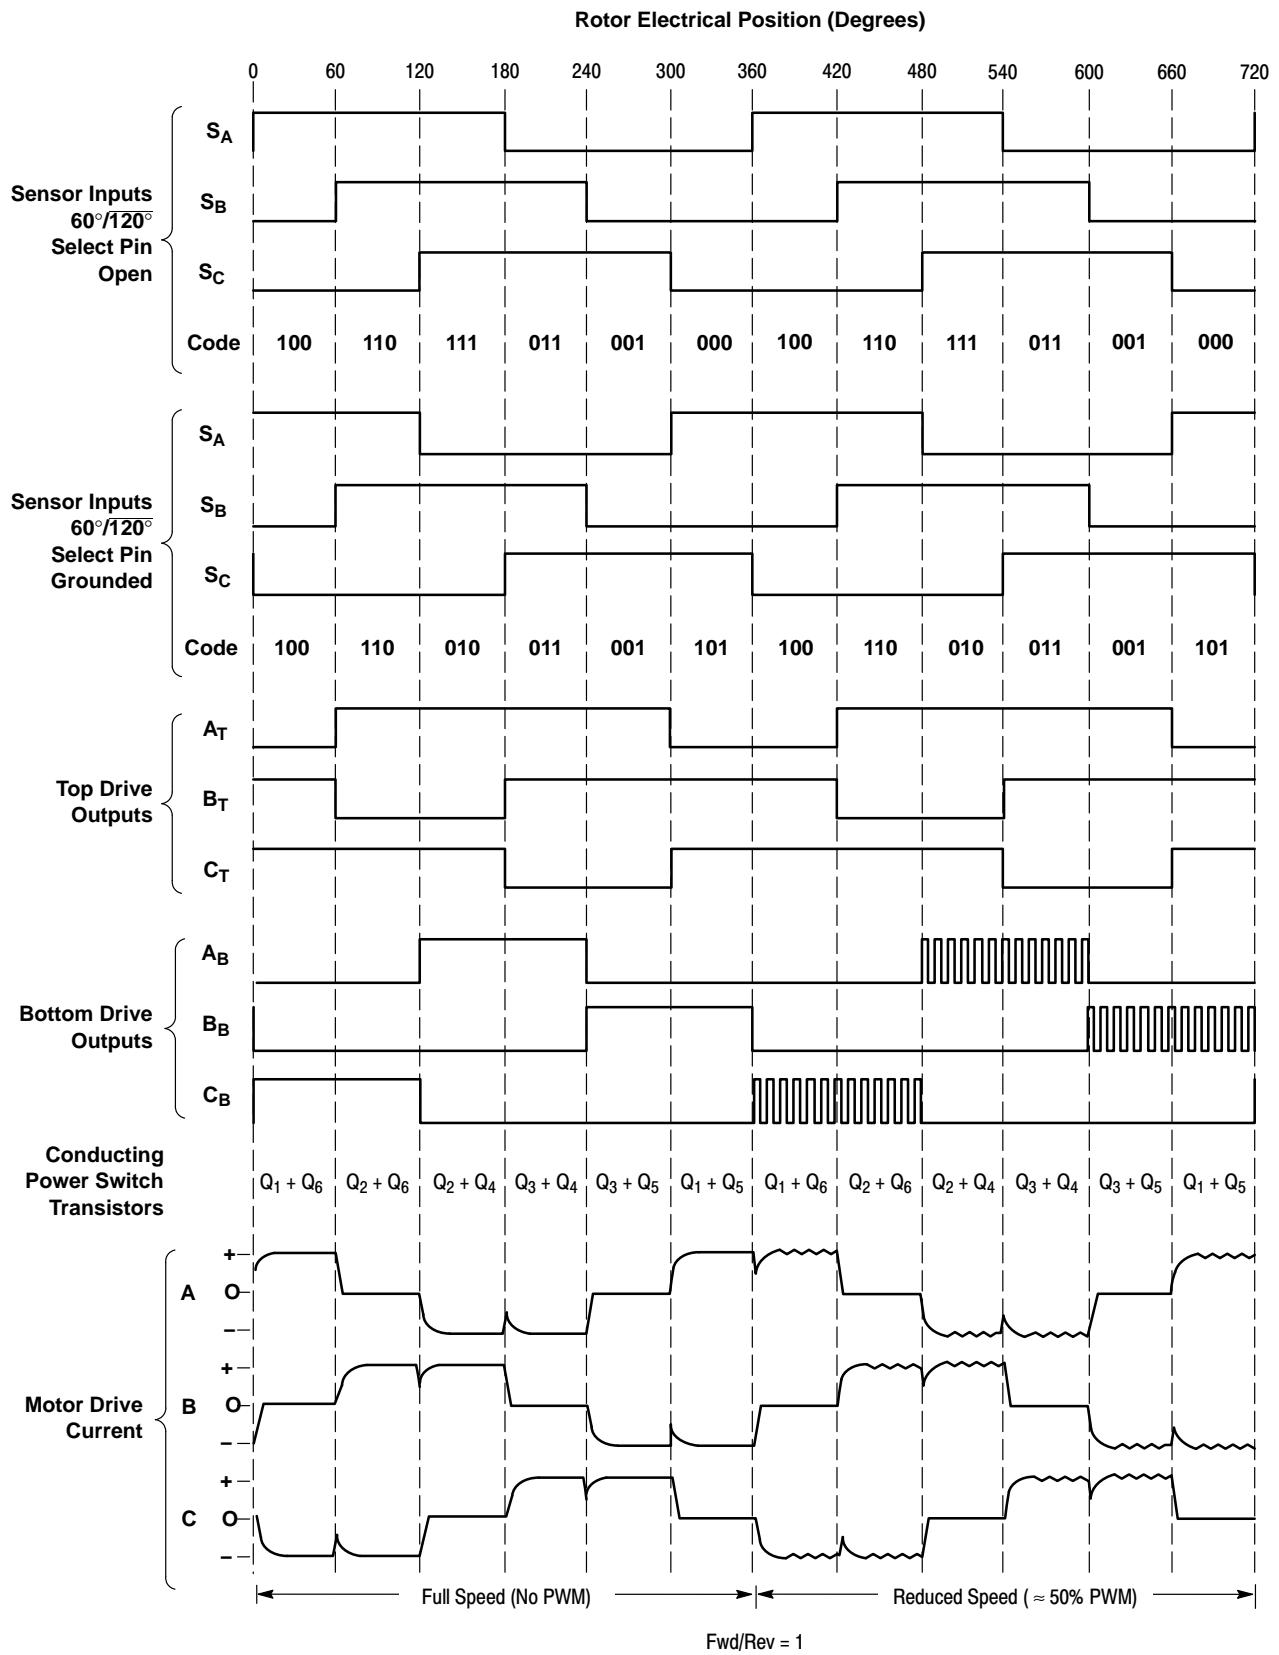 Rotor Electrical Position (Degrees)
0 60 120 180 240 300 360 420 480 540 600 660 720
SA
Sensor Inputs
60°/120°
Select Pin
Open
SB
SC
Code 100 110 111 011 001 000 100 110 111 011 001 000
SA
Sensor Inputs
60°/120°
Select Pin
Grounded
SB
SC
Code 100 110 010 011 001 101 100 110 010 011 001 101
AT
Top Drive
Outputs
BT
CT
AB
Bottom Drive
Outputs
BB
CB
Conducting
Power Switch
Transistors
Q1 + Q6 Q2 + Q6 Q2 + Q4 Q3 + Q4 Q3 + Q5 Q1 + Q5 Q1 + Q6 Q2 + Q6 Q2 + Q4 Q3 + Q4 Q3 + Q5 Q1 + Q5
+
A O
−
+
Motor Drive
Current
B O
−
+
C O
−
Full Speed (No PWM) Reduced Speed ( ≈ 50% PWM)
Fwd/Rev = 1